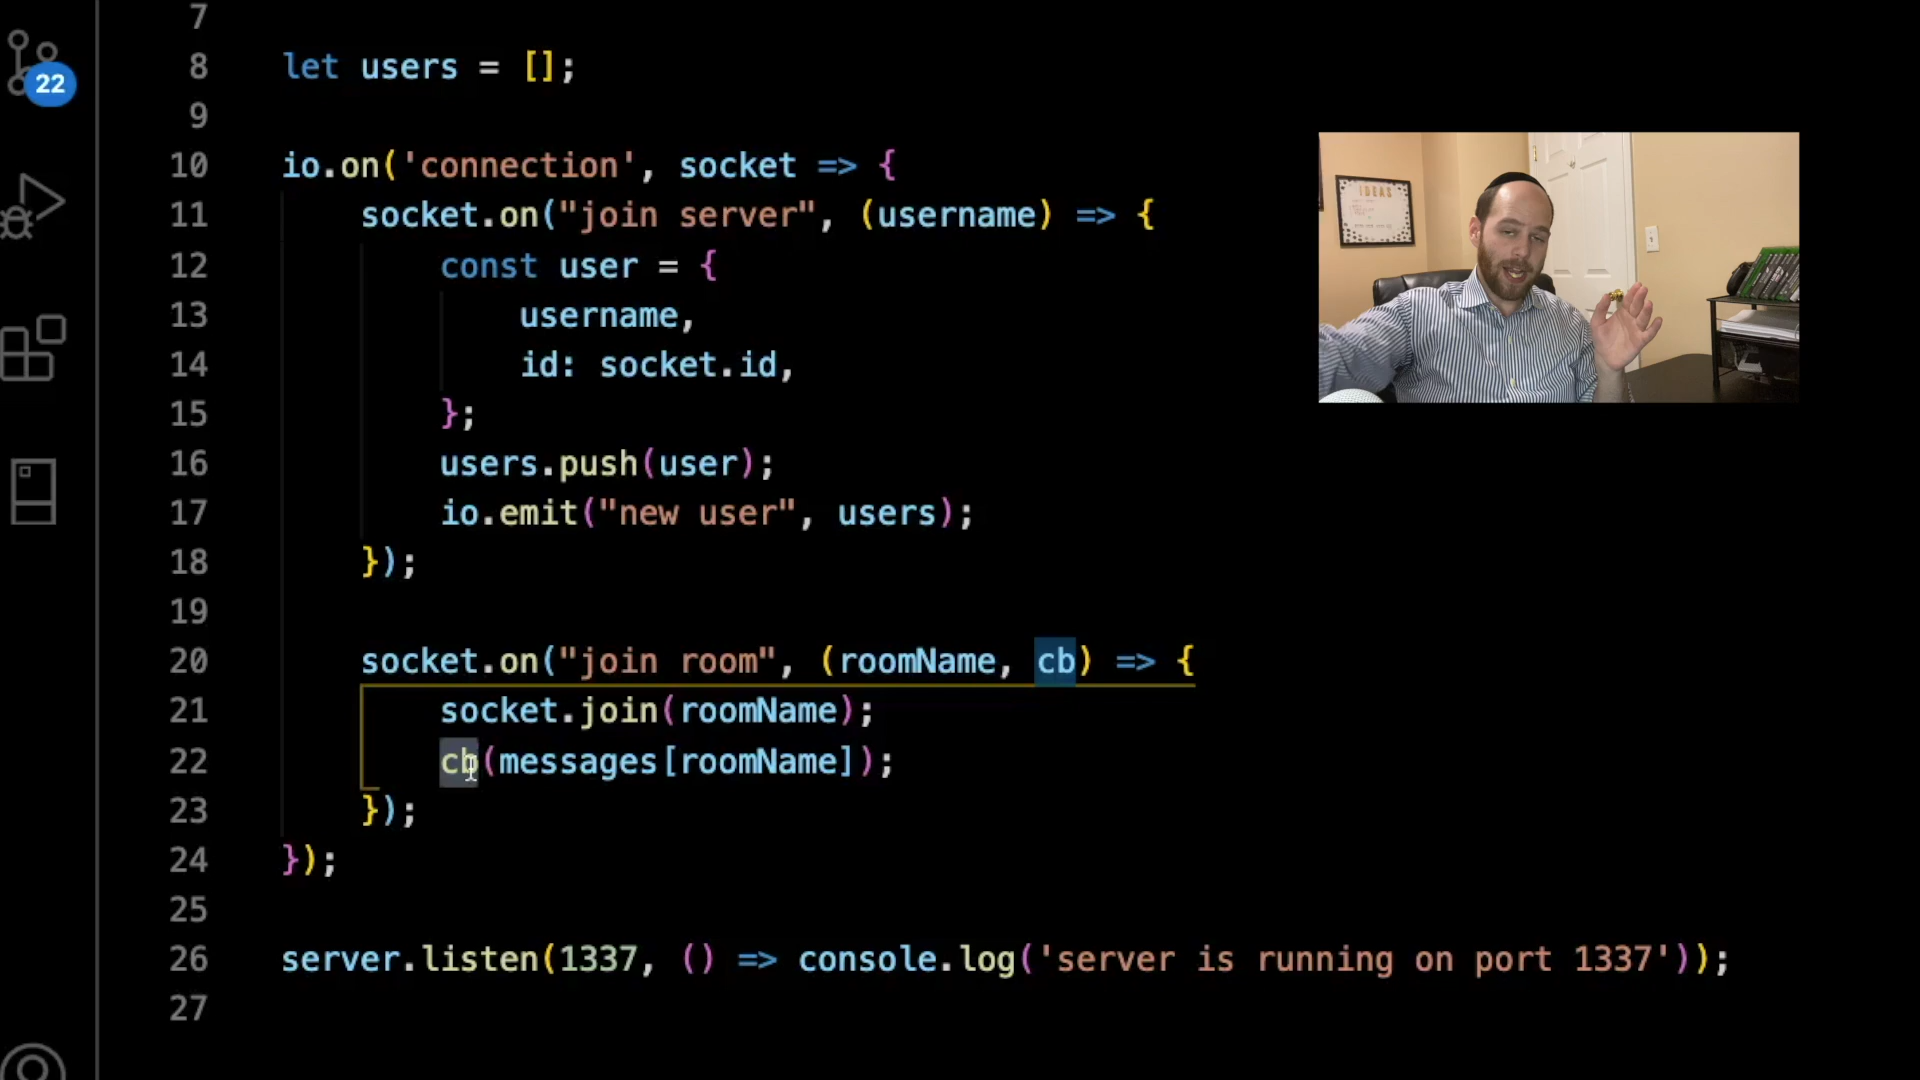 7
8 let users = [];
9
10 io.on('connection', socket => {
11 socket.on("join server", (username) => {
12 const user = {
13 username,
14 id: socket.id,
15 };
16 users.push(user);
17 io.emit("new user", users);
18 });
19
20 socket.on("join room", (roomName, cb) => {
21 socket.join(roomName);
22 cb(messages[roomName]);
23 });
24 });
25
26 server.listen(1337, () => console.log('server is running on port 1337'));
27
22
IDEAS